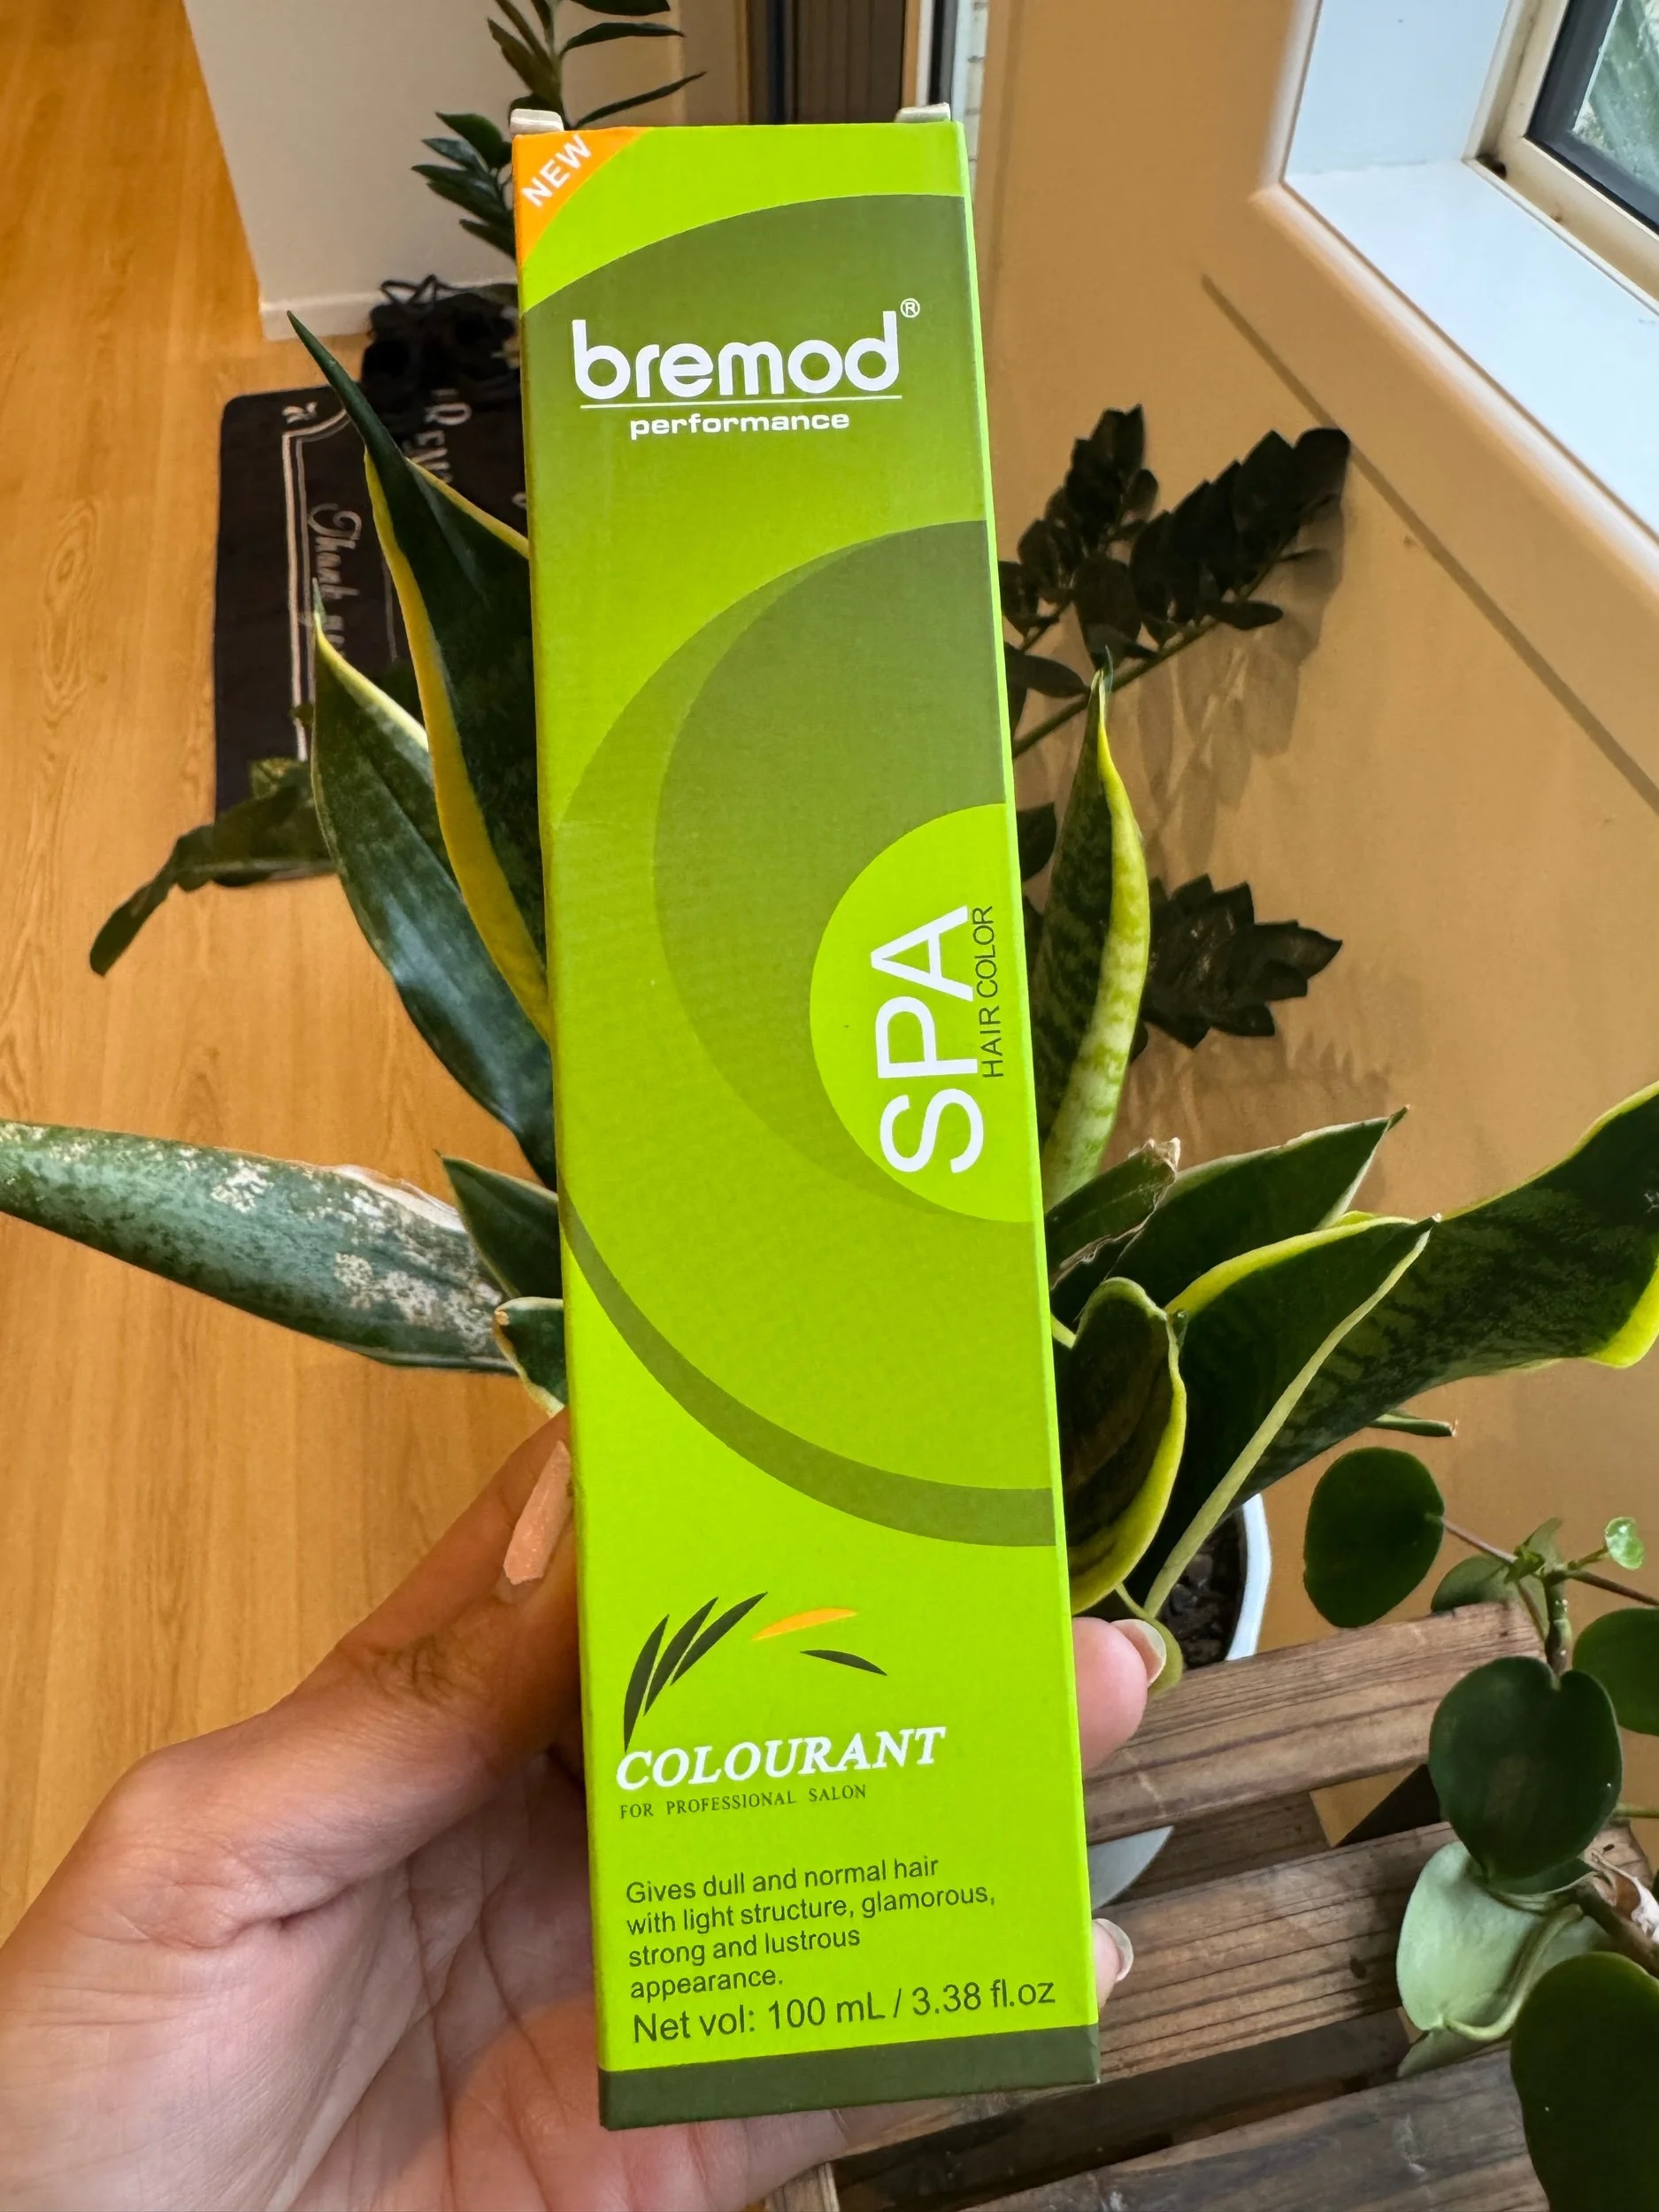 NEW
bremod®
performance
SPA
HAIR COLOR
COLOURANT
FOR PROFESSIONAL SALON
Gives dull and normal hair
with light structure, glamorous,
strong and lustrous
appearance.
Net vol: 100 mL / 3.38 fl.oz
Thank